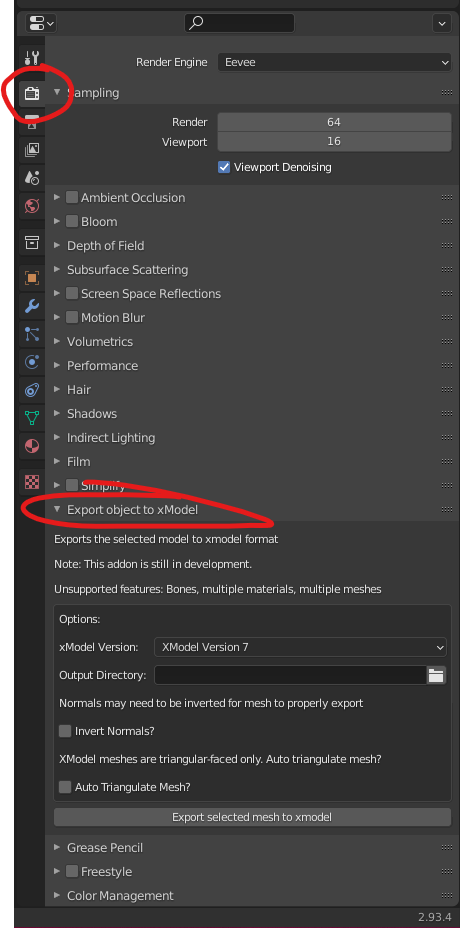 Render Engine Eevee
Sampling
Render 64
Viewport 16
Viewport Denoising
Ambient Occlusion
Bloom
Depth of Field
Subsurface Scattering
Screen Space Reflections
Motion Blur
Volumetrics
Performance
Hair
Shadows
Indirect Lighting
Film
Simplify
Export object to xModel
Exports the selected model to xmodel format
Note: This addon is still in development.
Unsupported features: Bones, multiple materials, multiple meshes
Options:
xModel Version: XModel Version 7
Output Directory:
Normals may need to be inverted for mesh to properly export
Invert Normals?
XModel meshes are triangular-faced only. Auto triangulate mesh?
Auto Triangulate Mesh?
Export selected mesh to xmodel
Grease Pencil
Freestyle
Color Management
2.93.4